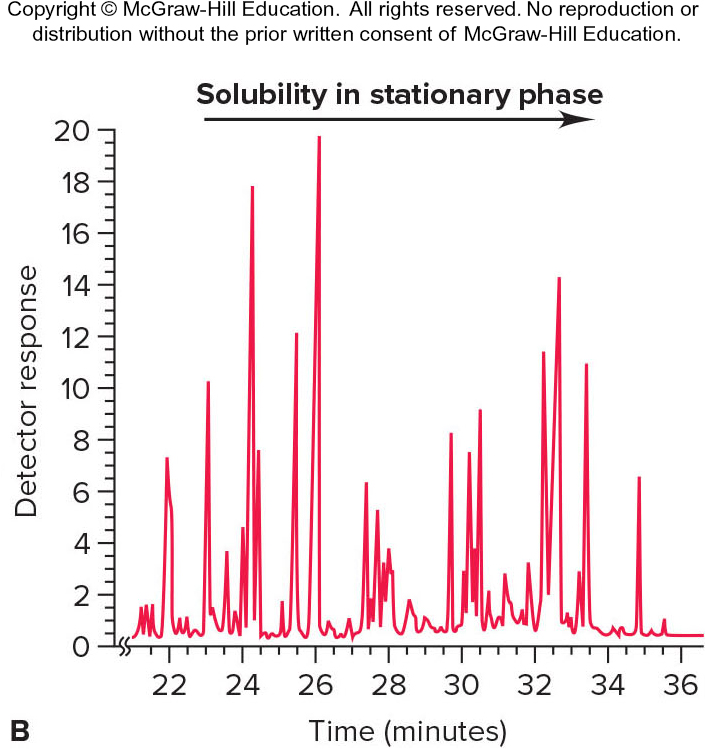 Copyright © McGraw-Hill Education. All rights reserved. No reproduction or
distribution without the prior written consent of McGraw-Hill Education.
Solubility in stationary phase
20
18
16
14
12
10
8
6
4
2
0
Detector response
22 24 26 28 30 32 34 36
B Time (minutes)